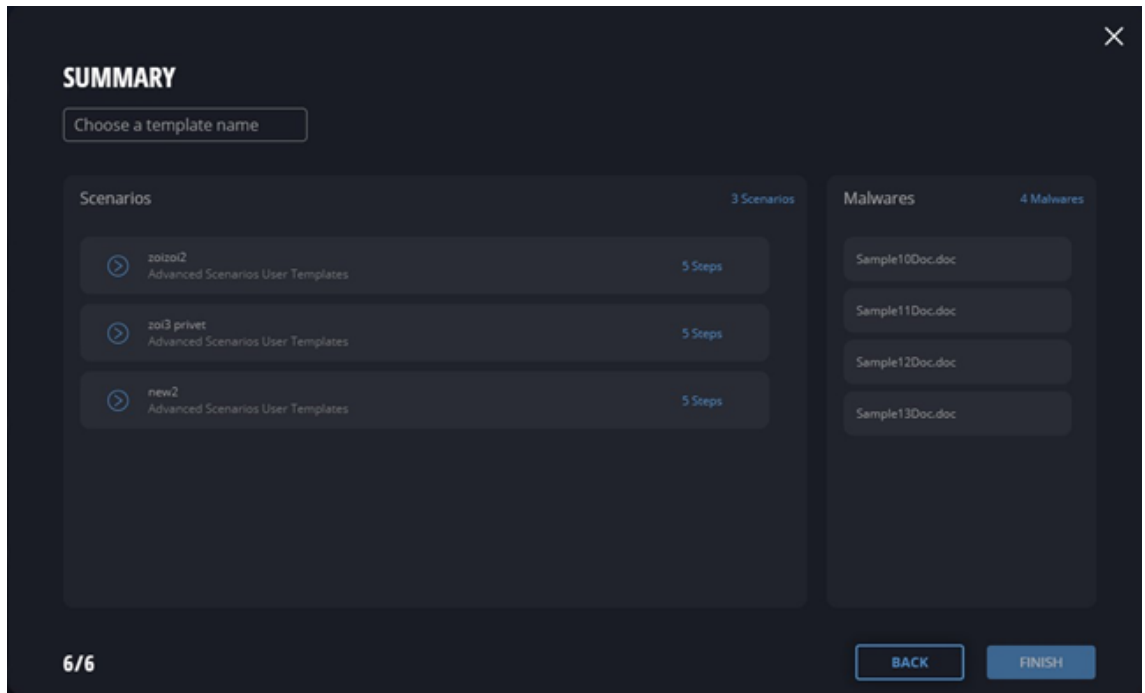 SUMMARY
Choose a template name
Scenarios
3 Scenarios
zoizoi2
Advanced Scenarios User Templates
5 Steps
zoi3 privet
Advanced Scenarios User Templates
5 Steps
new2
Advanced Scenarios User Templates
5 Steps
Malwares
4 Malwares
Sample10Doc.doc
Sample11Doc.doc
Sample12Doc.doc
Sample13Doc.doc
6/6
BACK
FINISH